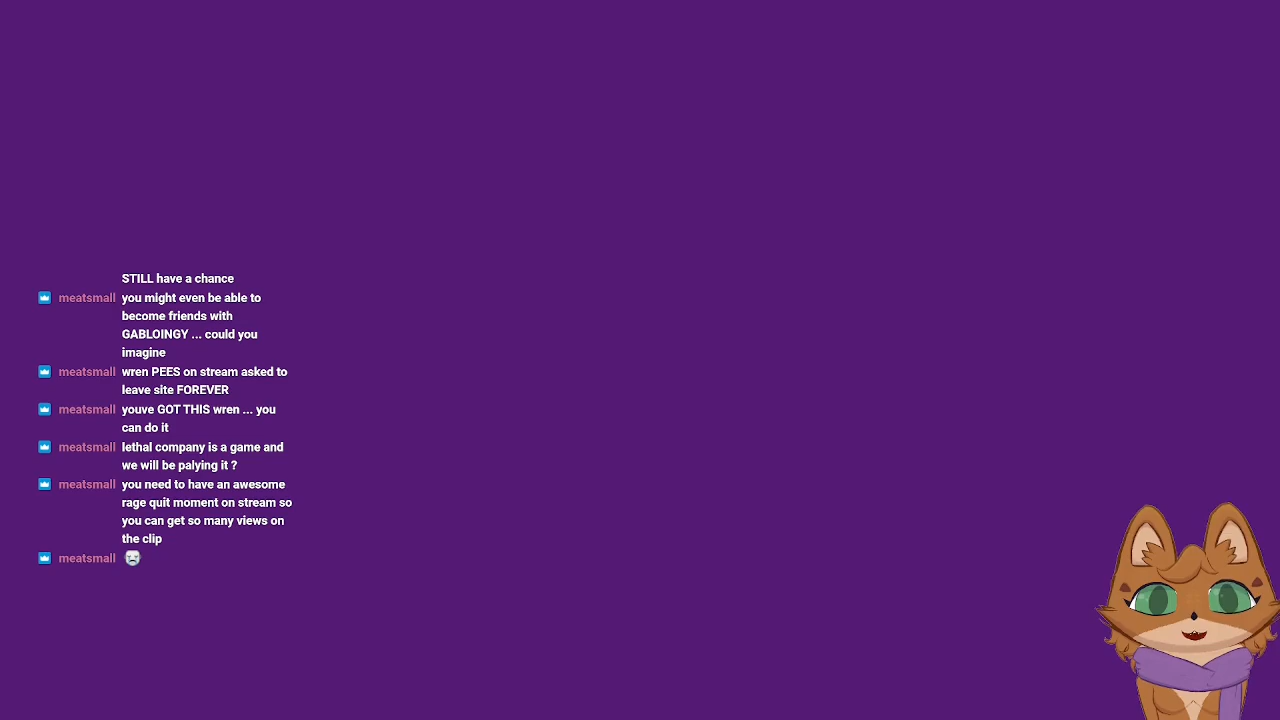 STILL have a chance
meatsmall you might even be able to
become friends with
GABLOINGY ... could you
imagine
meatsmall wren PEES on stream asked to
leave site FOREVER
meatsmall youve GOT THIS wren ... you
can do it
meatsmall lethal company is a game and
we will be palying it ?
meatsmall you need to have an awesome
rage quit moment on stream so
you can get so many views on
the clip
meatsmall